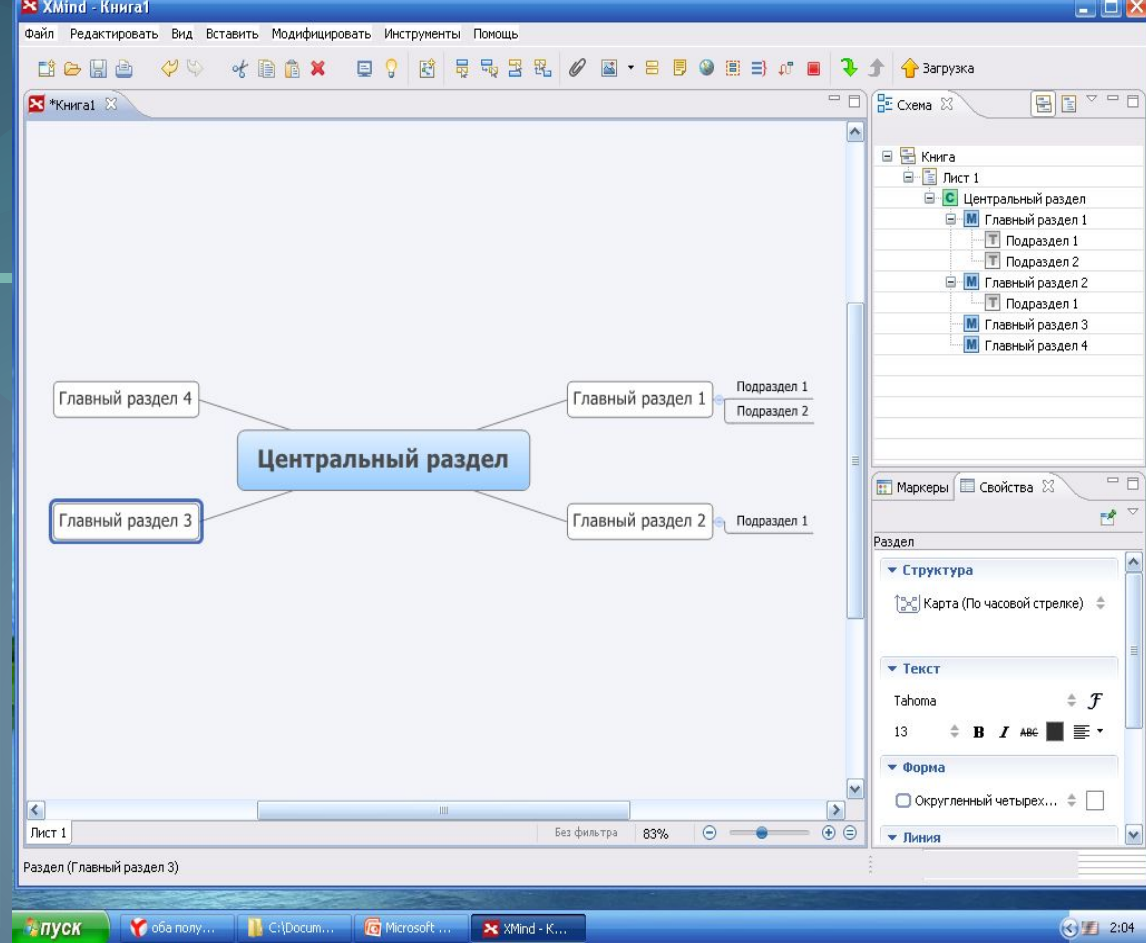 XMind - Книга1
Файл Редактировать Вид Вставить Модифицировать Инструменты Помощь
Загрузка
*Книга1
Схема
Книга
Лист 1
C Центральный раздел
M Главный раздел 1
T Подраздел 1
T Подраздел 2
M Главный раздел 2
T Подраздел 1
M Главный раздел 3
M Главный раздел 4
Главный раздел 4
Главный раздел 1
Подраздел 1
Подраздел 2
Центральный раздел
Главный раздел 3
Главный раздел 2
Подраздел 1
Маркеры Свойства
Раздел
Структура
Карта (По часовой стрелке)
Текст
Tahoma F
13 B I ABC
Форма
Округленный четырех...
Линия
Лист 1 Без фильтра 83%
Раздел (Главный раздел 3)
пуск оба полу... C:\Docum... Microsoft ... XMind - К... 2:04